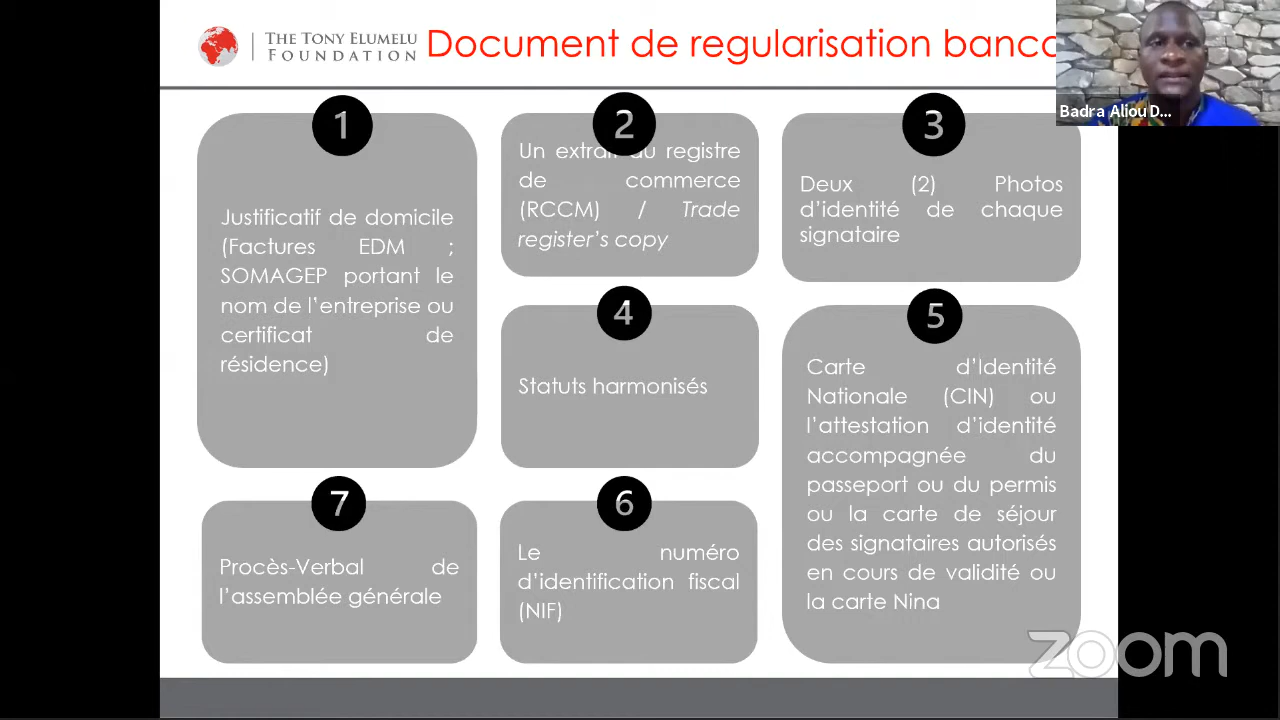 THE TONY ELUMELU
FOUNDATION
Document de regularisation banca
Badra Aliou D...
1
Justificatif de domicile
(Factures EDM ;
SOMAGEP portant le
nom de l’entreprise ou
certificat de
résidence)
2
Un extrait du registre
de commerce
(RCCM) / Trade
register’s copy
3
Deux (2) Photos
d’identité de chaque
signataire
4
Statuts harmonisés
5
Carte d’Identité
Nationale (CIN) ou
l’attestation d’identité
accompagnée du
passeport ou du permis
ou la carte de séjour
des signataires autorisés
en cours de validité ou
la carte Nina
7
Procès-Verbal de
l’assemblée générale
6
Le numéro
d’identification fiscal
(NIF)
zoom